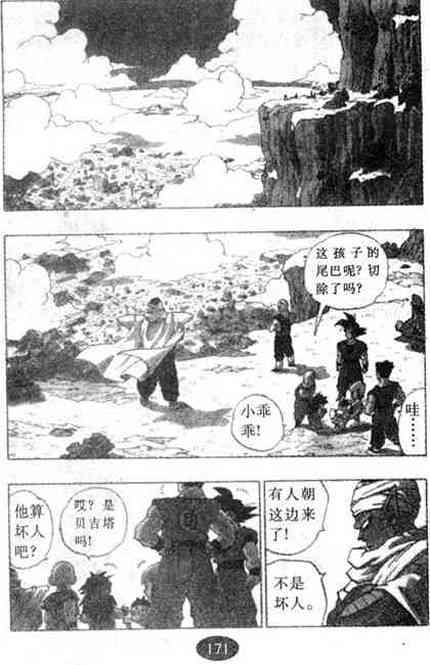 这孩子的
尾巴呢？切
除了吗？
哇……
小乖
乖！
有人朝
这边来
了！
不是
坏人。
哎？是
贝吉塔
吗！
他算
坏人
吧？
171